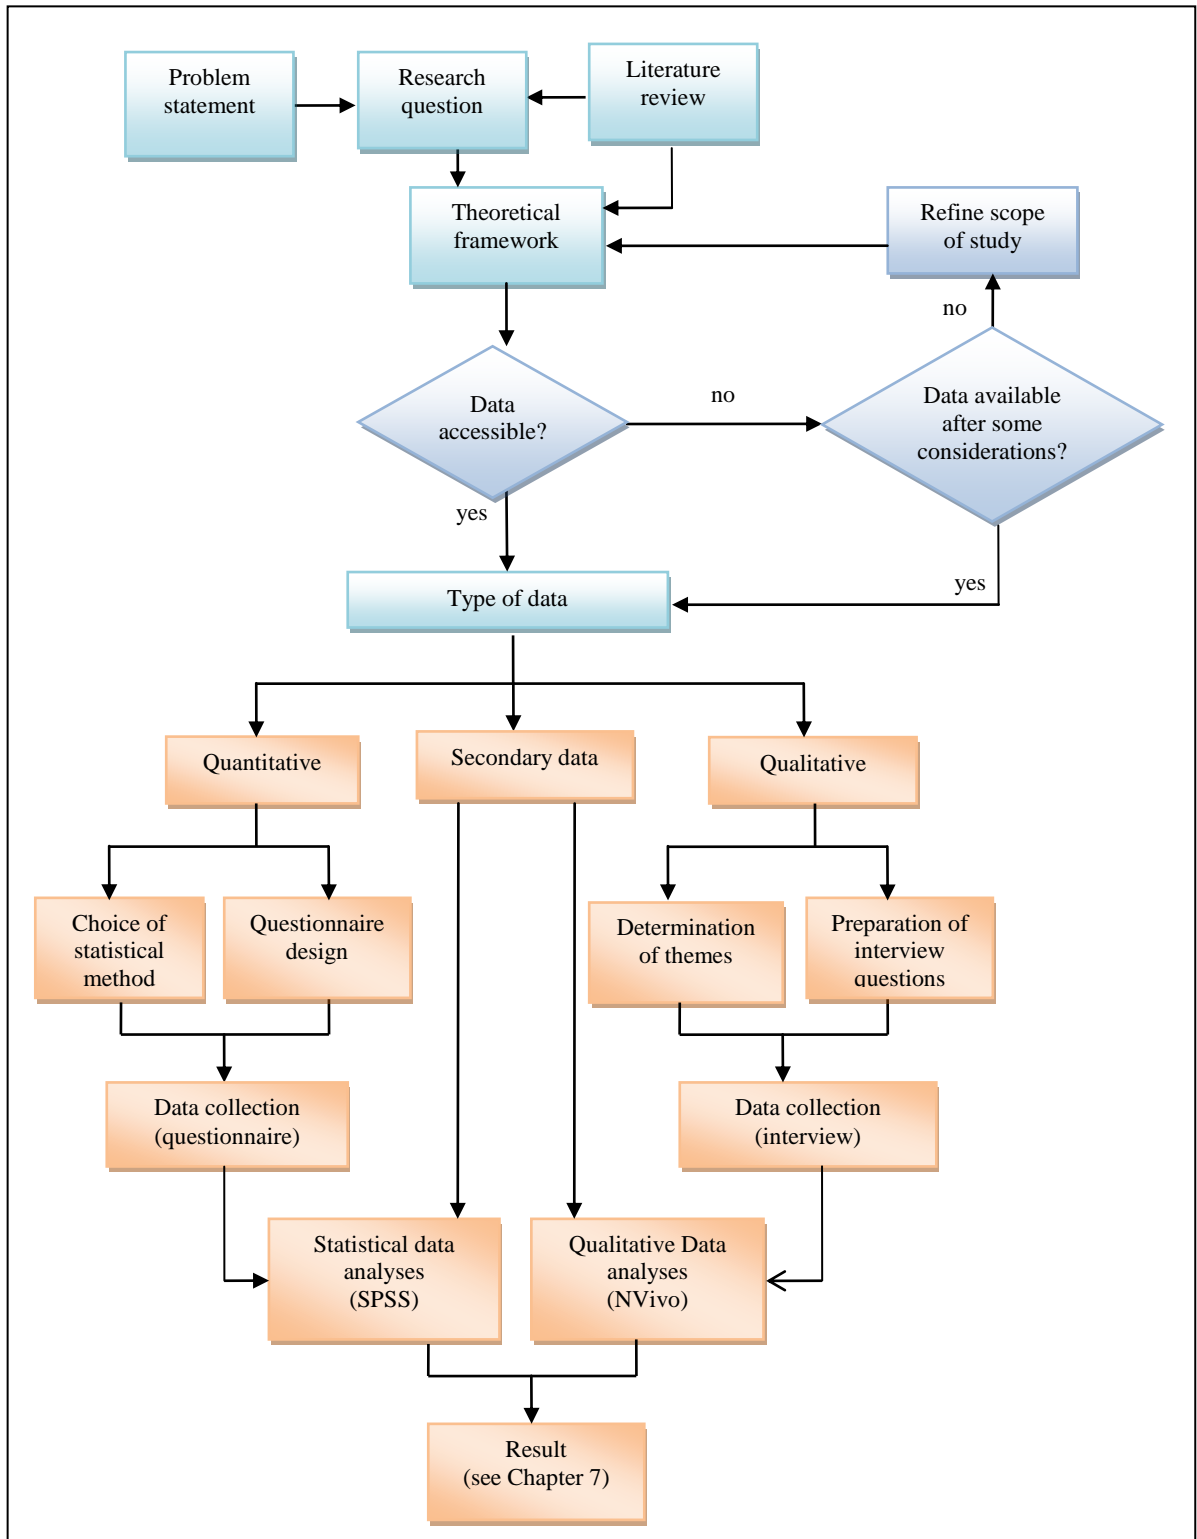 Problem
statement
Research
question
Literature
review
Theoretical
framework
Refine scope
of study
no
Data
accessible?
no
Data available
after some
considerations?
yes
yes
Type of data
Quantitative
Secondary data
Qualitative
Choice of
statistical
method
Questionnaire
design
Determination
of themes
Preparation of
interview
questions
Data collection
(questionnaire)
Data collection
(interview)
Statistical data
analyses
(SPSS)
Qualitative Data
analyses
(NVivo)
Result
(see Chapter 7)